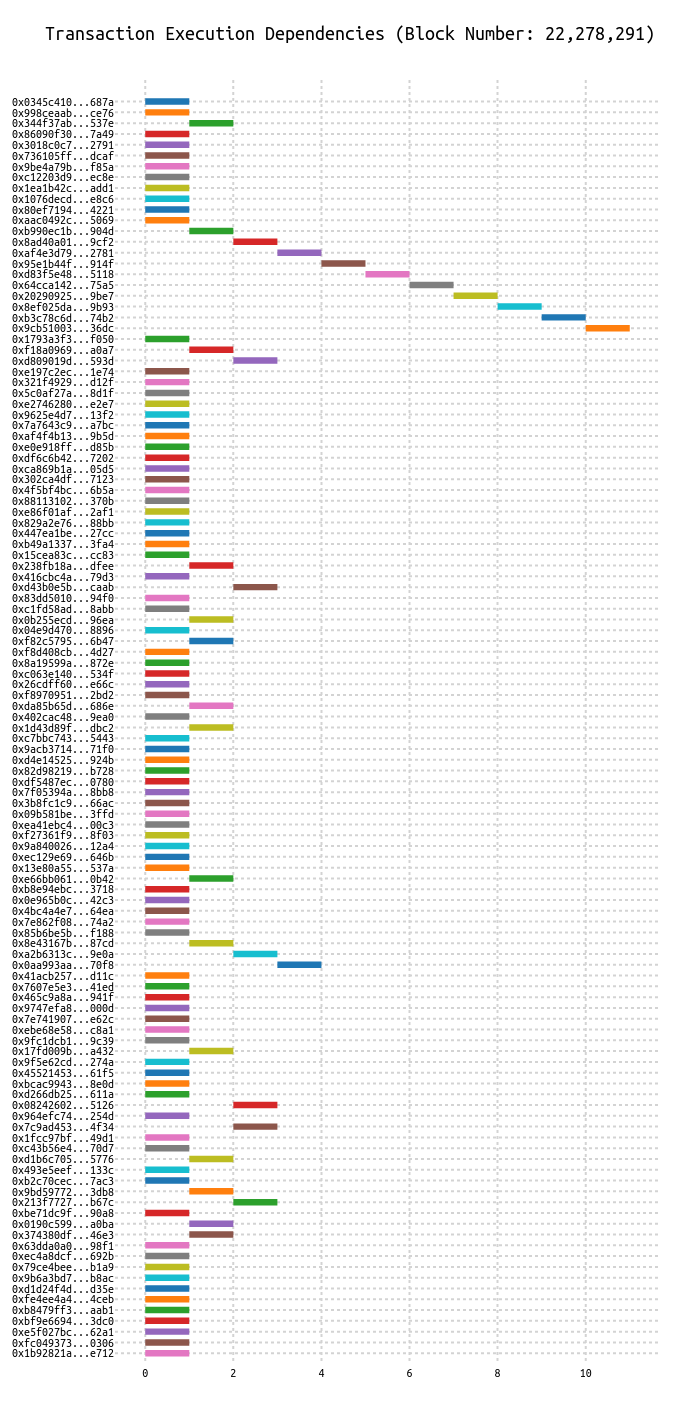 Transaction Execution Dependencies (Block Number: 22,278,291)
0x0345c410...687a
0x998ceaab...ce76
0x344f37ab...537e
0x86090f30...7a49
0x3018c0c7...2791
0x736105ff...dcaf
0x9be4a79b...f85a
0xc12203d9...ec8e
0x1ea1b42c...add1
0x1076decd...e8c6
0x80ef7194...4221
0xaac0492c...5069
0xb990ec1b...904d
0x8ad40a01...9cf2
0xaf4e3d79...2781
0x95e1b44f...914f
0xd83f5e48...5118
0x64cca142...75a5
0x20290925...9be7
0x8ef025da...9b93
0xb3c78c6d...74b2
0x9cb51003...36dc
0x1793a3f3...f050
0xf18a0969...a0a7
0xd809019d...593d
0xe197c2ec...1e74
0x321f4929...d12f
0x5c0af27a...8d1f
0xe2746280...e2e7
0x9625e4d7...13f2
0x7a7643c9...a7bc
0xaf4f4b13...9b5d
0xe0e918ff...d85b
0xdf6c6b42...7202
0xca869b1a...05d5
0x302ca4df...7123
0x4f5bf4bc...6b5a
0x88113102...370b
0xe86f01af...2af1
0x829a2e76...88bb
0x447ea1be...27cc
0xb49a1337...3fa4
0x15cea83c...cc83
0x238fb18a...dfee
0x416cbc4a...79d3
0xd43b0e5b...caab
0x83dd5010...94f0
0xc1fd58ad...8abb
0x0b255ecd...96ea
0x04e9d470...8896
0xf82c5795...6b47
0xf8d408cb...4d27
0x8a19599a...872e
0xc063e140...534f
0x26cdff60...e66c
0xf8970951...2bd2
0xda85b65d...686e
0x402cac48...9ea0
0x1d43d89f...dbc2
0xc7bbc743...5443
0x9acb3714...71f0
0xd4e14525...924b
0x82d98219...b728
0xdf5487ec...0780
0x7f05394a...8bb8
0x3b8fc1c9...66ac
0x09b581be...3ffd
0xea41ebc4...00c3
0xf27361f9...8f03
0x9a840026...12a4
0xec129e69...646b
0x13e80a55...537a
0xe66bb061...0b42
0xb8e94ebc...3718
0x0e965b0c...42c3
0x4bc4a4e7...64ea
0x7e862f08...74a2
0x85b6be5b...f188
0x8e43167b...87cd
0xa2b6313c...9e0a
0x0aa993aa...70f8
0x41acb257...d11c
0x7607e5e3...41ed
0x465c9a8a...941f
0x9747efa8...000d
0x7e741907...e62c
0xebe68e58...c8a1
0x9fc1dcb1...9c39
0x17fd009b...a432
0x9f5e62cd...274a
0x45521453...61f5
0xbcac9943...8e0d
0xd266db25...611a
0x08242602...5126
0x964efc74...254d
0x7c9ad453...4f34
0x1fcc97bf...49d1
0xc43b56e4...70d7
0xd1b6c705...5776
0x493e5eef...133c
0xb2c70cec...7ac3
0x9bd59772...3db8
0x213f7727...b67c
0xbe71dc9f...90a8
0x0190c599...a0ba
0x374380df...46e3
0x63dda0a0...98f1
0xec4a8dcf...692b
0x79ce4bee...b1a9
0x9b6a3bd7...b8ac
0xd1d24f4d...d35e
0xfe4ee4a4...4ceb
0xb8479ff3...aab1
0xbf9e6694...3dc0
0xe5f027bc...62a1
0xfc049373...0306
0x1b92821a...e712
0 2 4 6 8 10